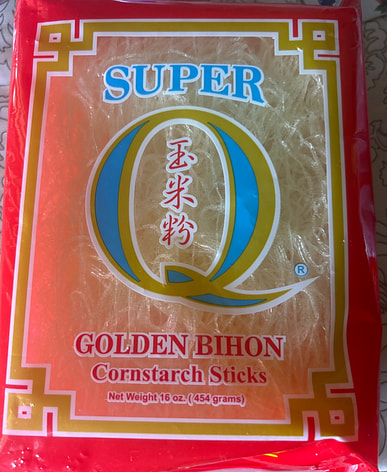 SUPER
Q
玉米粉
®
GOLDEN BIHON
Cornstarch Sticks
Net Weight 16 oz. ( 454 grams)